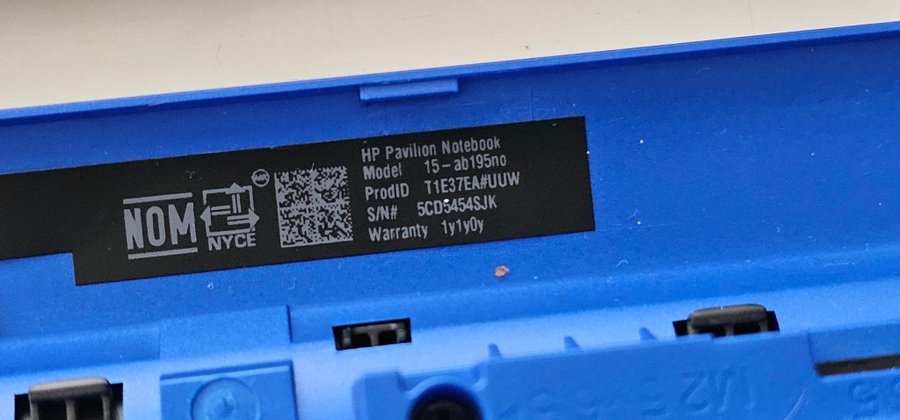 HP Pavilion Notebook
Model 15-ab195no
ProdID T1E37EA#UUW
S/N# 5CD5454SJK
Warranty 1y1y0y
NOM
NYCE